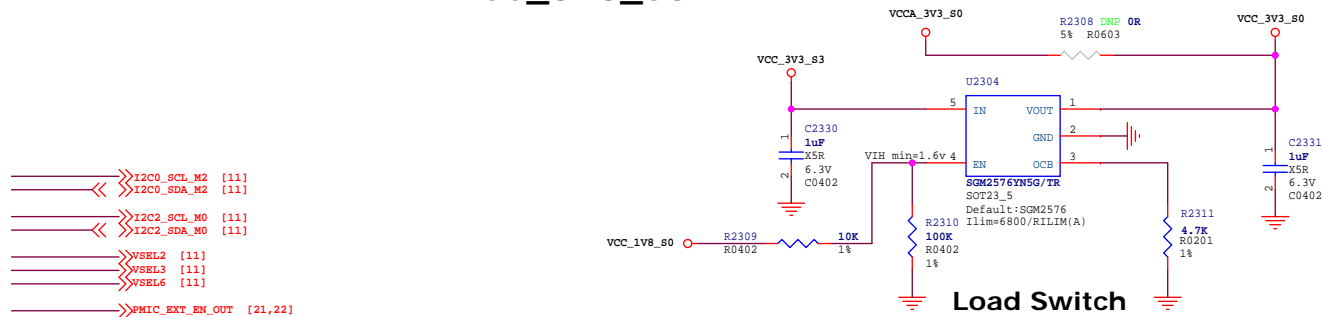 VCCA_3V3_S0
R2308 DNP 0R
5% R0603
VCC_3V3_S0
VCC_3V3_S3
U2304
5 IN VOUT 1
GND 2
VIH min=1.6v 4 EN OCB 3
SGM2576YN5G/TR
SOT23_5
Default:SGM2576
Ilim=6800/RILIM(A)
1
C2330
1uF
X5R
6.3V
C0402
2
1
C2331
1uF
X5R
6.3V
C0402
2
I2C0_SCL_M2 [11]
I2C0_SDA_M2 [11]
I2C2_SCL_M0 [11]
I2C2_SDA_M0 [11]
VSEL2 [11]
VSEL3 [11]
VSEL6 [11]
PMIC_EXT_EN_OUT [21,22]
VCC_1V8_S0
R2309 10K
R0402 1%
R2310
100K
R0402
1%
R2311
4.7K
R0201
1%
Load Switch